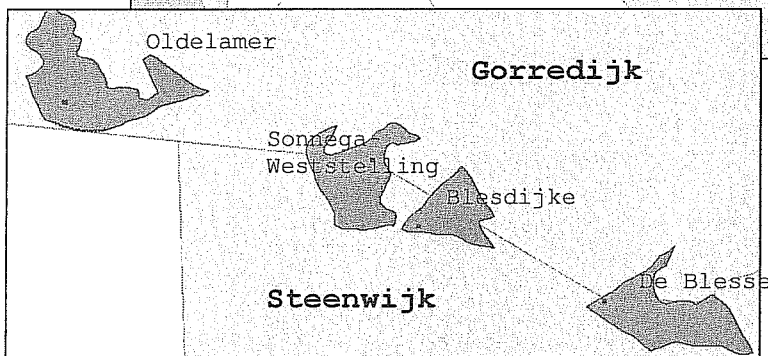 Oldelamer
Gorredijk
Sonnega
Weststelling
Blesdijke
Steenwijk
De Blesse